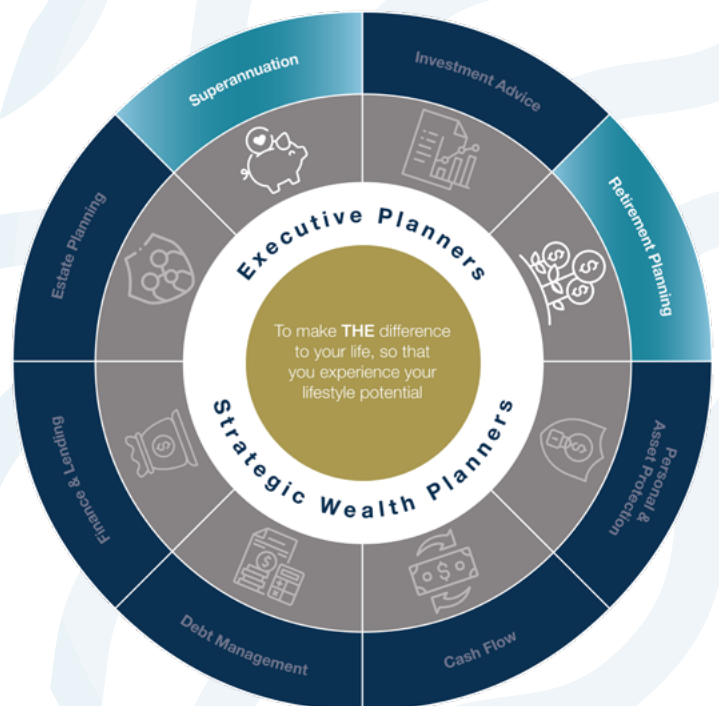 Superannuation
Investment Advice
Retirement Planning
Personal &
Asset Protection
Cash Flow
Debt Management
Finance & Lending
Estate Planning
Executive Planners
To make THE difference
to your life, so that
you experience your
lifestyle potential
Strategic Wealth Planners